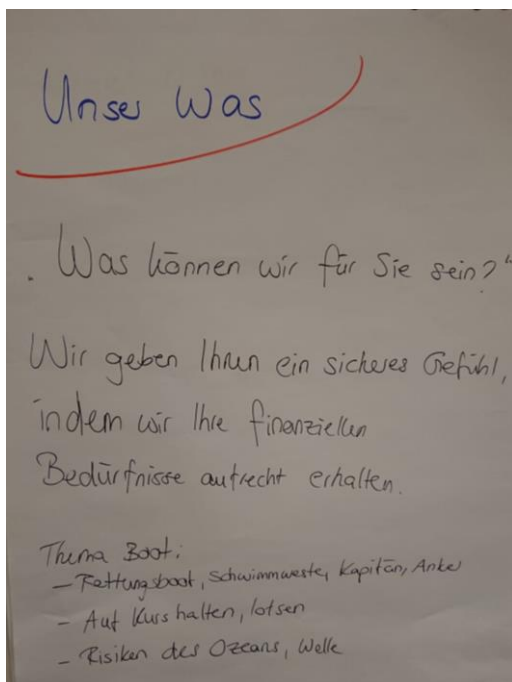 Unser Was
„Was können wir für Sie sein?“
Wir geben Ihnen ein sicheres Gefühl,
indem wir Ihre finanziellen
Bedürfnisse aufrecht erhalten.
Thema Boot:
– Rettungsboot, Schwimmweste, Kapitän, Anker
– Auf Kurs halten, lotsen
– Risiken des Ozeans, Welle